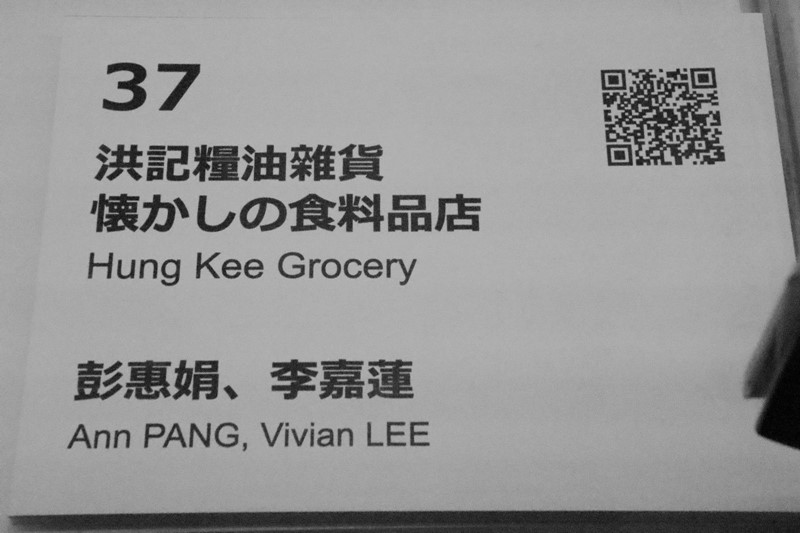 37
洪記糧油雜貨
懐かしの食料品店
Hung Kee Grocery
彭惠娟、李嘉蓮
Ann PANG, Vivian LEE